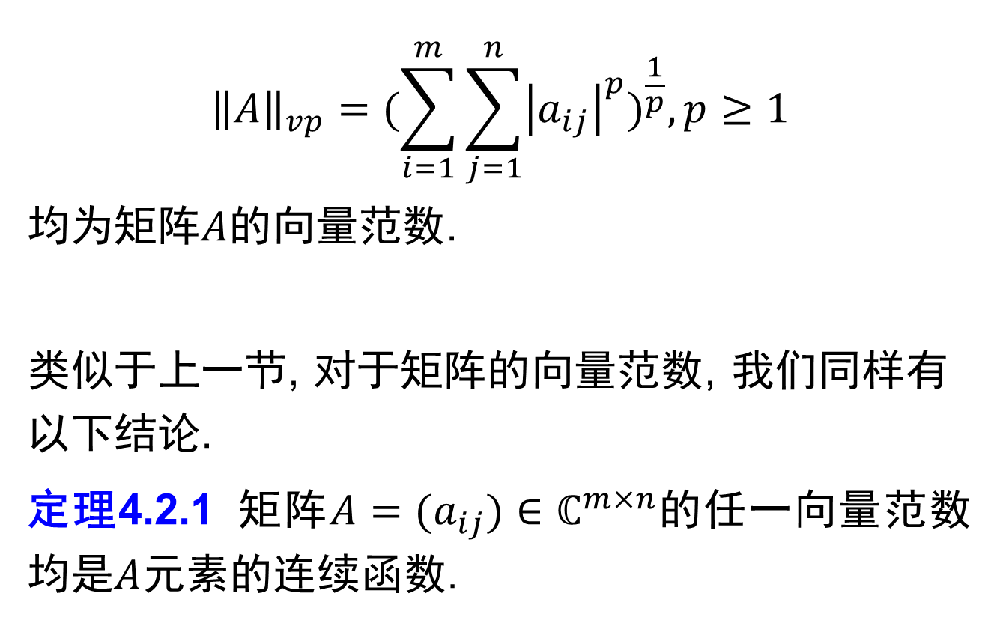 $$\|A\|_{vp} = (\sum_{i=1}^{m}\sum_{j=1}^{n}|a_{ij}|^p)^{\frac{1}{p}}, p \geq 1$$
均为矩阵$A$的向量范数.
类似于上一节, 对于矩阵的向量范数, 我们同样有
以下结论.
定理4.2.1 矩阵$A = (a_{ij}) \in \mathbb{C}^{m \times n}$的任一向量范数
均是$A$元素的连续函数.